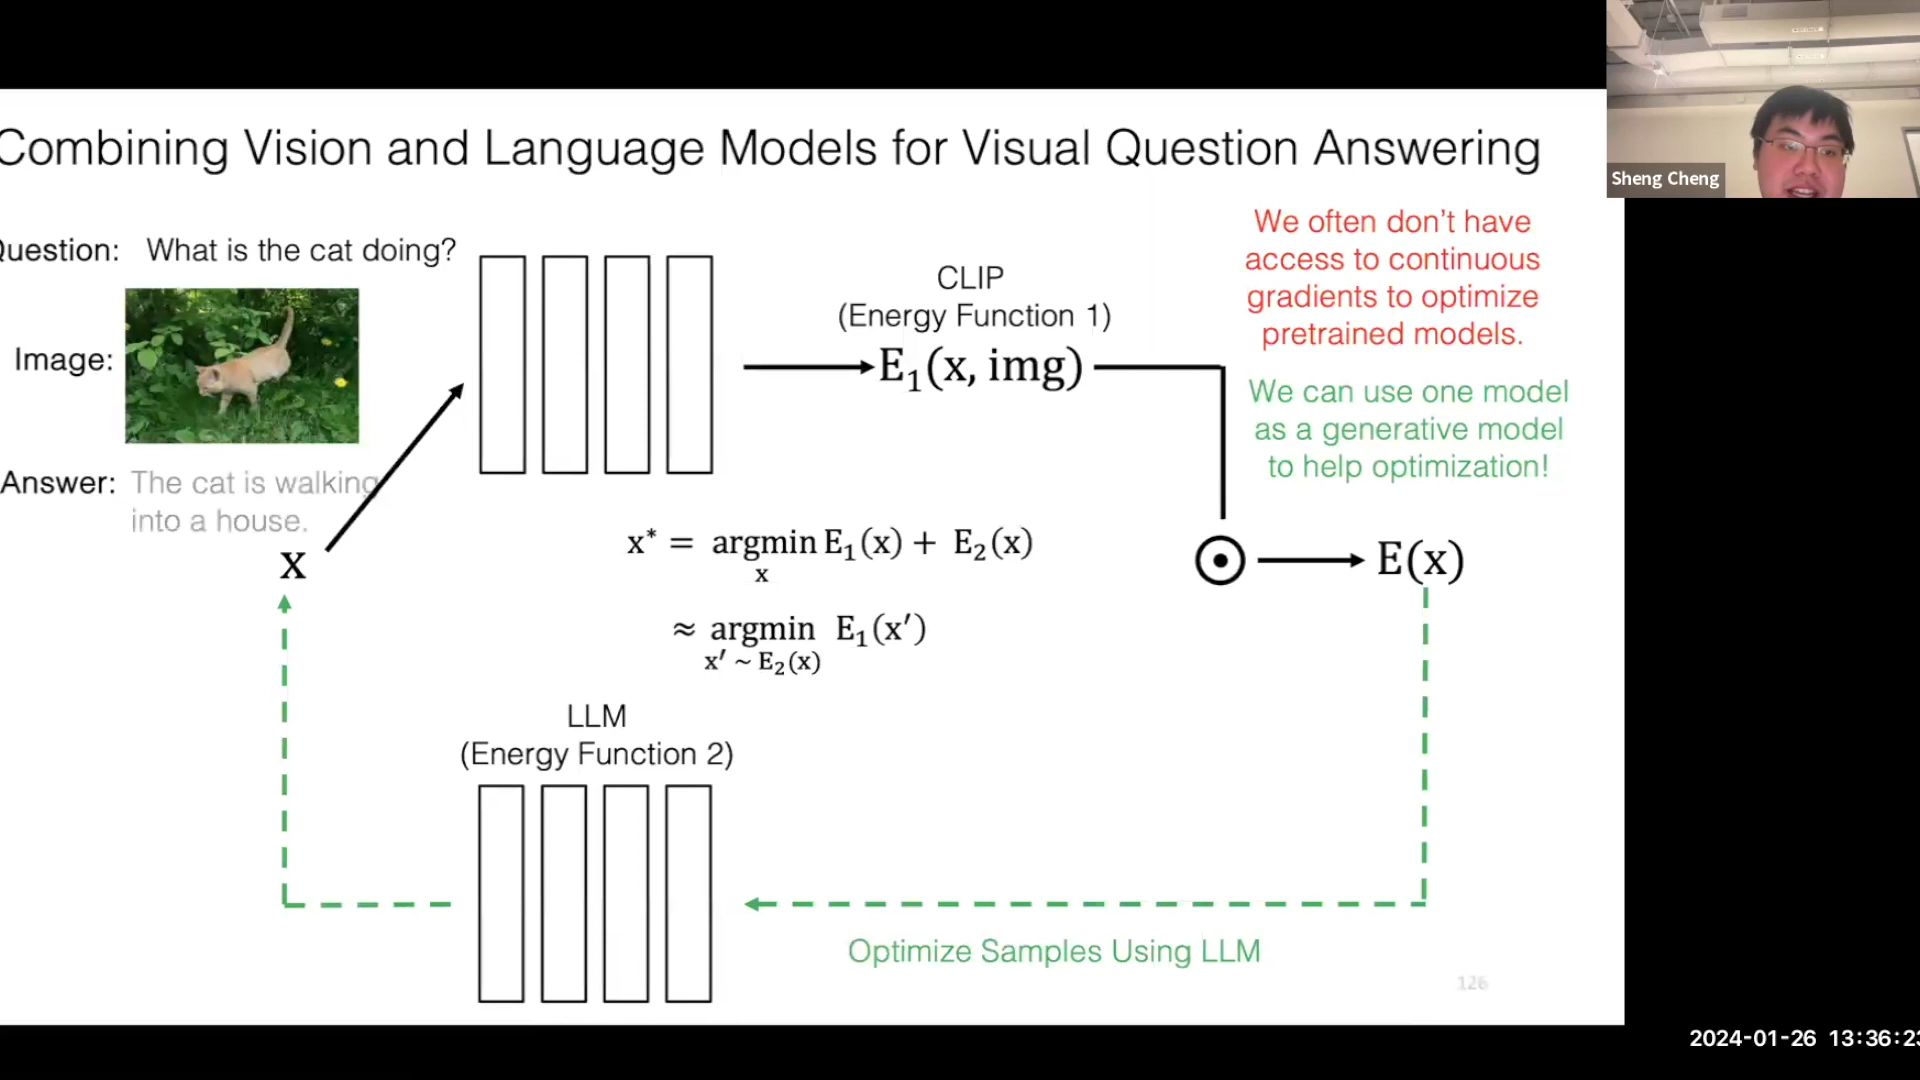 Combining Vision and Language Models for Visual Question Answering
Sheng Cheng
Question: What is the cat doing?
Image:
Answer: The cat is walking
into a house.
x
CLIP
(Energy Function 1)
E₁(x, img)
We often don't have
access to continuous
gradients to optimize
pretrained models.
We can use one model
as a generative model
to help optimization!
x* = argmin E₁(x) + E₂(x)
x
≈ argmin E₁(x′)
x′ ~ E₂(x)
E(x)
LLM
(Energy Function 2)
Optimize Samples Using LLM
126
2024-01-26 13:36:23